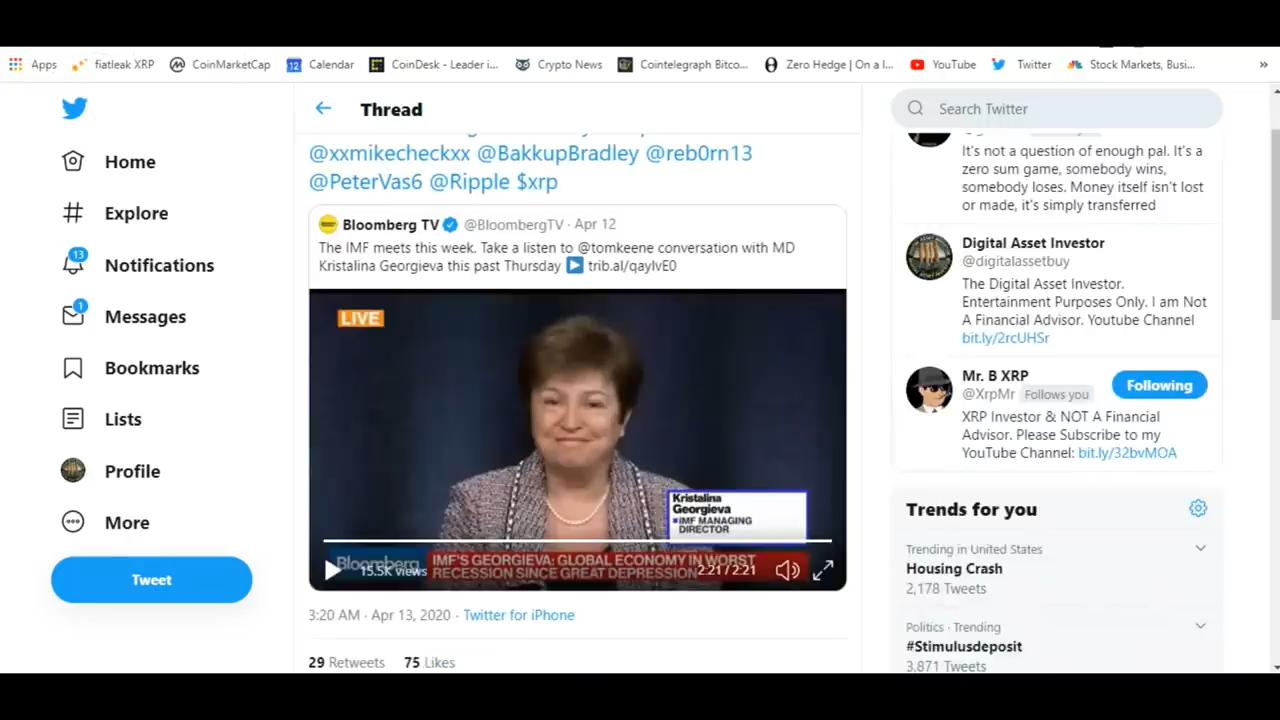 Apps
fiatleak XRP
CoinMarketCap
12
Calendar
CoinDesk - Leader i...
Crypto News
Cointelegraph Bitco...
Zero Hedge | On a l...
YouTube
Twitter
Stock Markets, Busi...
»
Home
Explore
13
Notifications
1
Messages
Bookmarks
Lists
Profile
More
Tweet
Thread
@xxmikecheckxx @BakkupBradley @reb0rn13
@PeterVas6 @Ripple $xrp
Bloomberg TV @BloombergTV · Apr 12
The IMF meets this week. Take a listen to @tomkeene conversation with MD
Kristalina Georgieva this past Thursday trib.al/qaylvE0
LIVE
Kristalina
Georgieva
IMF MANAGING
DIRECTOR
Bloomberg
IMF'S GEORGIEVA: GLOBAL ECONOMY IN WORST
RECESSION SINCE GREAT DEPRESSION
15.5K views
2:21 / 2:21
3:20 AM · Apr 13, 2020 · Twitter for iPhone
29 Retweets 75 Likes
Search Twitter
It's not a question of enough pal. It's a
zero sum game, somebody wins,
somebody loses. Money itself isn't lost
or made, it's simply transferred
Digital Asset Investor
@digitalassetbuy
The Digital Asset Investor.
Entertainment Purposes Only. I am Not
A Financial Advisor. Youtube Channel
bit.ly/2rcUHSr
Mr. B XRP
@XrpMr Follows you
Following
XRP Investor & NOT A Financial
Advisor. Please Subscribe to my
YouTube Channel: bit.ly/32bvMOA
Trends for you
Trending in United States
Housing Crash
2,178 Tweets
Politics · Trending
#Stimulusdeposit
3,871 Tweets